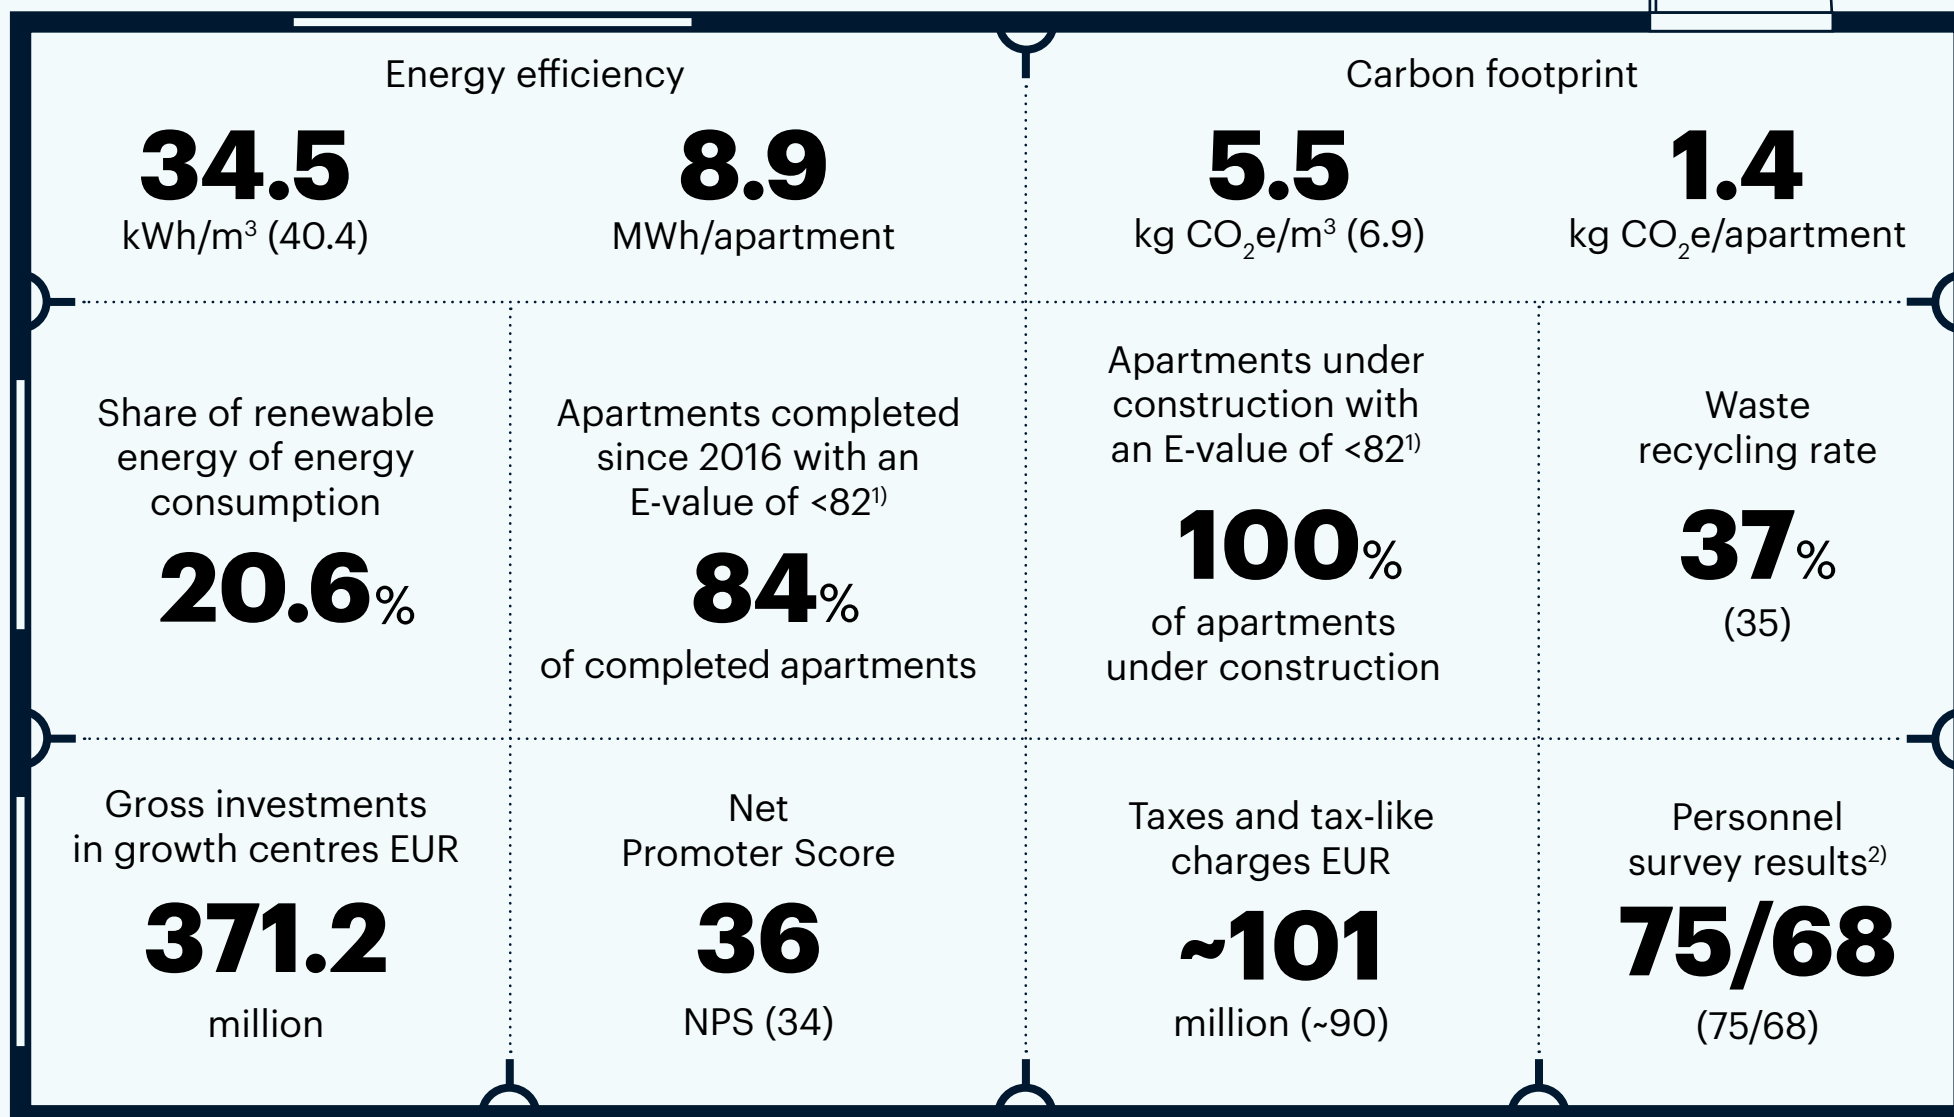 Energy efficiency
34.5
kWh/m³ (40.4)
8.9
MWh/apartment
Carbon footprint
5.5
kg CO₂e/m³ (6.9)
1.4
kg CO₂e/apartment
Share of renewable
energy of energy
consumption
20.6%
Apartments completed
since 2016 with an
E-value of <82¹⁾
84%
of completed apartments
Apartments under
construction with
an E-value of <82¹⁾
100%
of apartments
under construction
Waste
recycling rate
37%
(35)
Gross investments
in growth centres EUR
371.2
million
Net
Promoter Score
36
NPS (34)
Taxes and tax-like
charges EUR
~101
million (~90)
Personnel
survey results²⁾
75/68
(75/68)